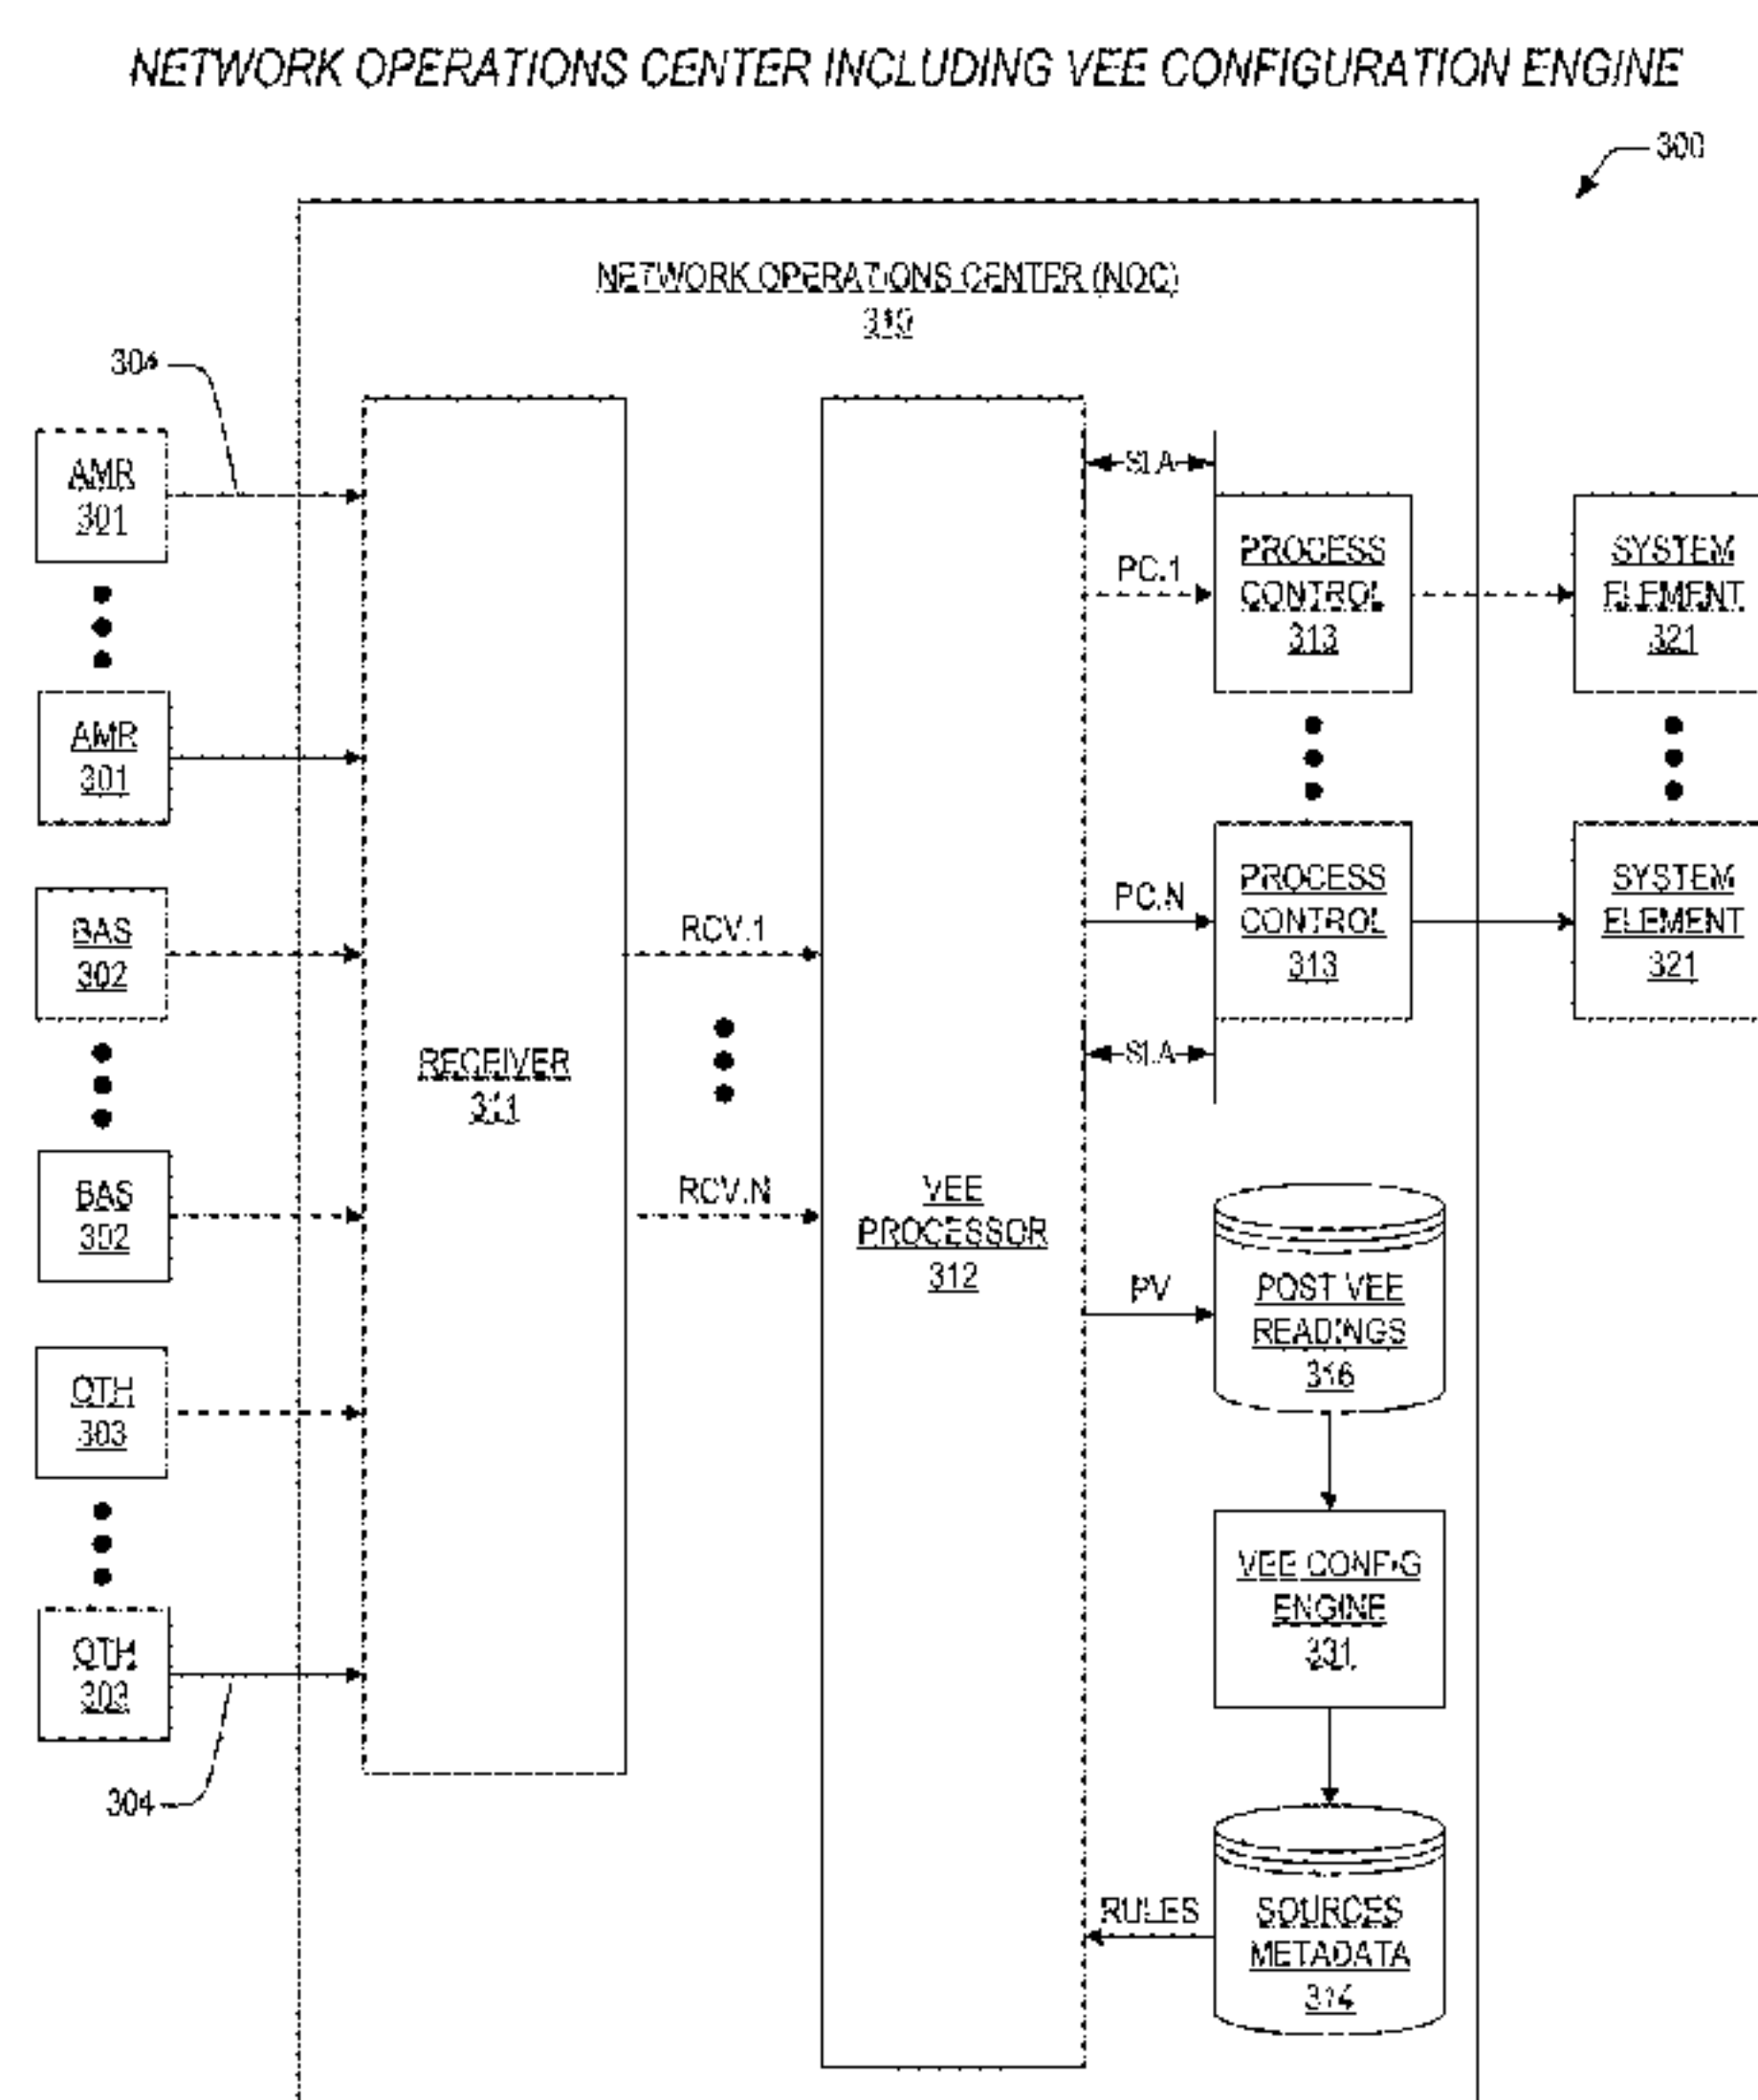 NETWORK OPERATIONS CENTER INCLUDING VEE CONFIGURATION ENGINE
300
NETWORK OPERATIONS CENTER (NOC)
310
304
AMR
301
AMR
301
BAS
302
BAS
302
OTH
303
OTH
303
304
RECEIVER
311
RCV.1
RCV.N
VEE
PROCESSOR
312
SLA
PC.1
PROCESS
CONTROL
313
SYSTEM
ELEMENT
321
PC.N
PROCESS
CONTROL
313
SYSTEM
ELEMENT
321
SLA
PV
POST VEE
READINGS
316
VEE CONFIG
ENGINE
331
RULES
SOURCES
METADATA
314